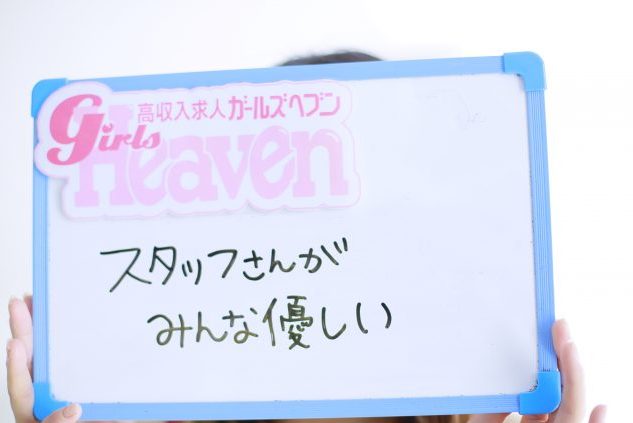 高収入求人ガールズヘブン
Girls
Heaven
スタッフさんが
みんな優しい